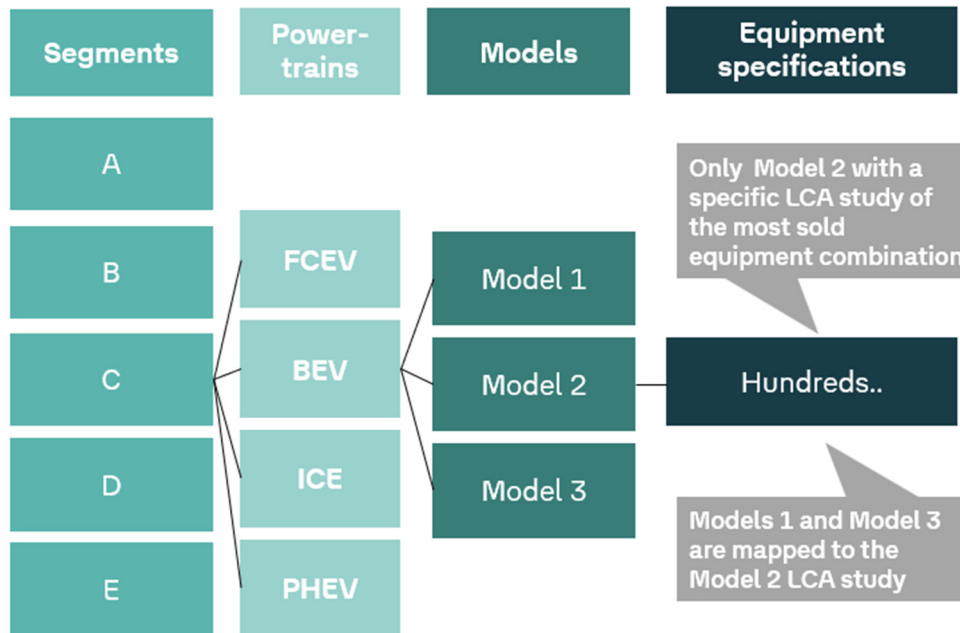 Segments
Power-
trains
Models
Equipment
specifications
A
B
C
D
E
FCEV
BEV
ICE
PHEV
Model 1
Model 2
Model 3
Only Model 2 with a
specific LCA study of
the most sold
equipment combination
Hundreds..
Models 1 and Model 3
are mapped to the
Model 2 LCA study